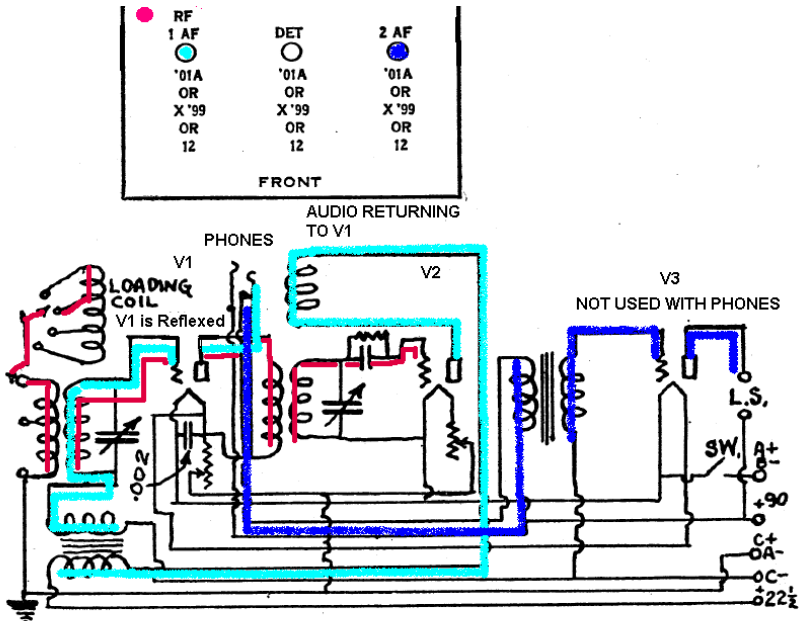 RF
1 AF DET 2 AF
'01A '01A '01A
OR OR OR
X '99 X '99 X '99
OR OR OR
12 12 12
FRONT
AUDIO RETURNING
TO V1
PHONES
V1
V2
V3
LOADING
COIL
NOT USED WITH PHONES
V1 is Reflexed
L.S.
SW.
A+
B-
.002
+90
C+
A-
C-
+
22½